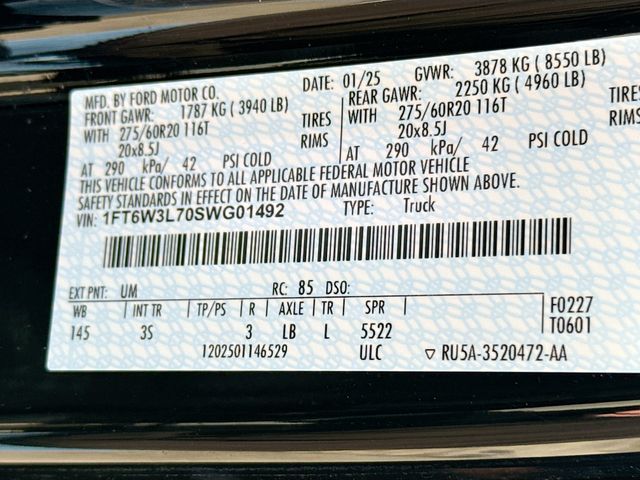 MFD. BY FORD MOTOR CO. DATE: 01/25 GVWR: 3878 KG ( 8550 LB)
FRONT GAWR: 1787 KG ( 3940 LB) REAR GAWR: 2250 KG ( 4960 LB)
WITH 275/60R20 116T TIRES WITH 275/60R20 116T TIRES
20x8.5J RIMS 20x8.5J RIMS
AT 290 kPa/ 42 PSI COLD AT 290 kPa/ 42 PSI COLD
THIS VEHICLE CONFORMS TO ALL APPLICABLE FEDERAL MOTOR VEHICLE
SAFETY STANDARDS IN EFFECT ON THE DATE OF MANUFACTURE SHOWN ABOVE.
VIN: 1FT6W3L70SWG01492 TYPE: Truck
EXT PNT: UM RC: 85 DSO:
WB INT TR TP/PS R AXLE TR SPR F0227
145 3S 3 LB L 5522 T0601
1202501146529 ULC ▽ RU5A-3520472-AA